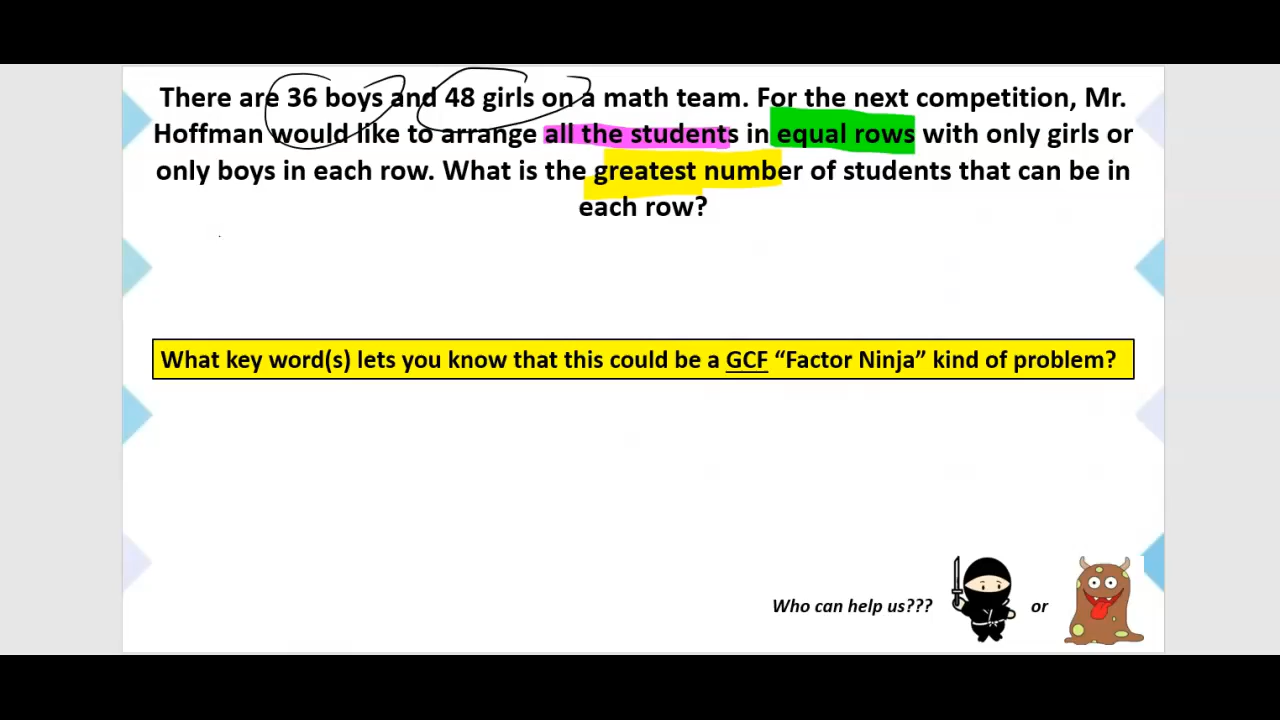 There are 36 boys and 48 girls on a math team. For the next competition, Mr.
Hoffman would like to arrange all the students in equal rows with only girls or
only boys in each row. What is the greatest number of students that can be in
each row?
What key word(s) lets you know that this could be a GCF “Factor Ninja” kind of problem?
Who can help us??? or